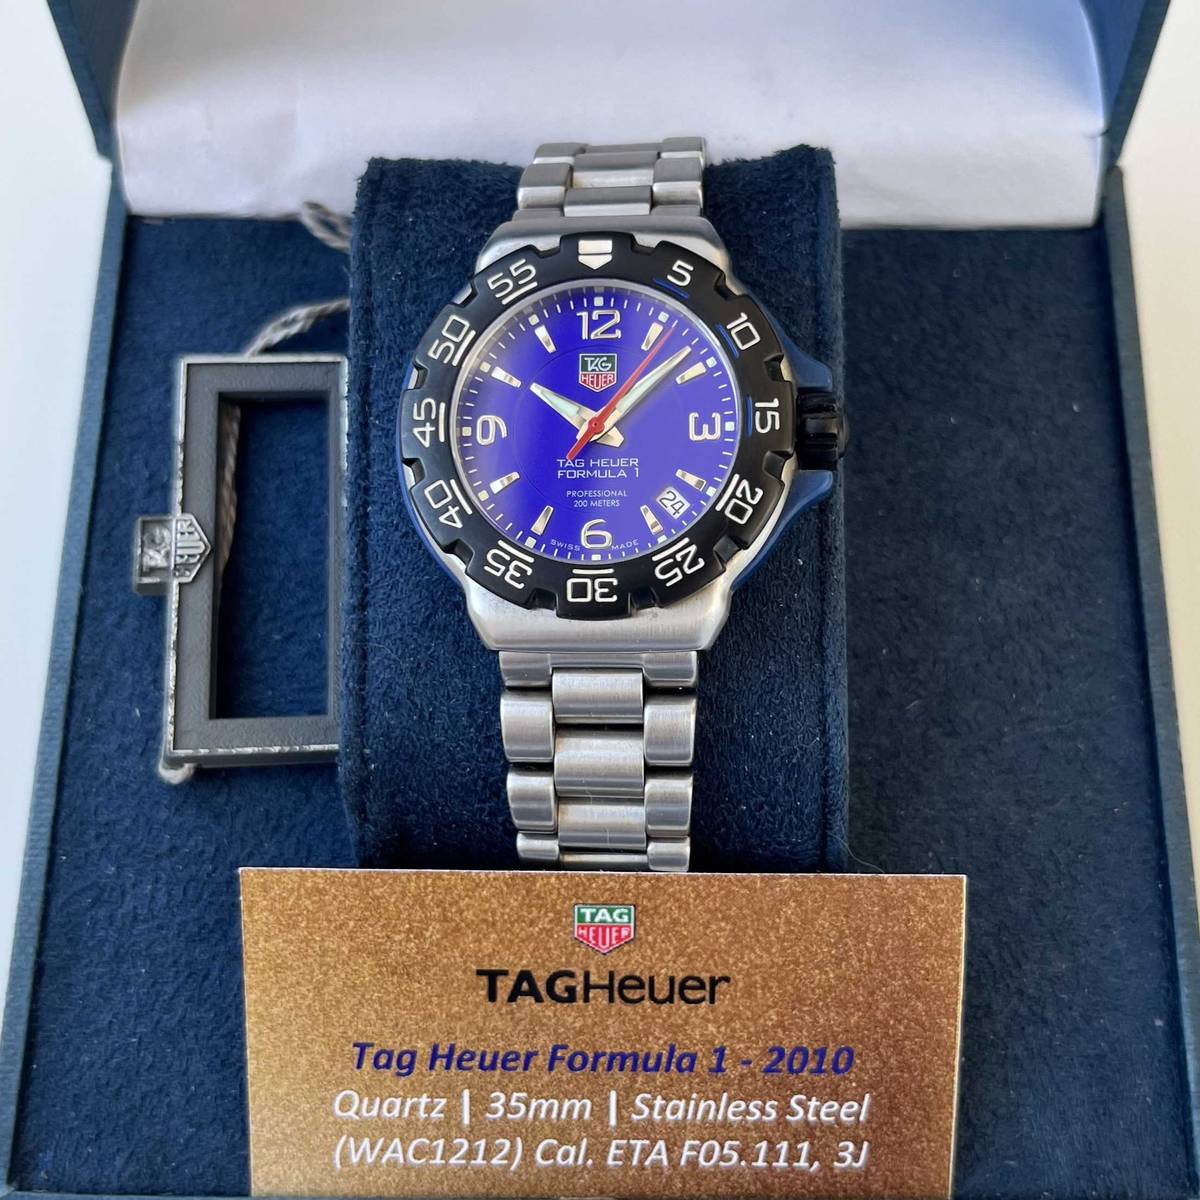 5
10
15
20
25
30
35
40
45
50
55
12
TAG
HEUER
9
3
TAG HEUER
FORMULA 1
PROFESSIONAL
200 METERS
24
6
SWISS MADE
TAG
HEUER
TAG
HEUER
TAGHeuer
Tag Heuer Formula 1 - 2010
Quartz | 35mm | Stainless Steel
(WAC1212) Cal. ETA F05.111, 3J